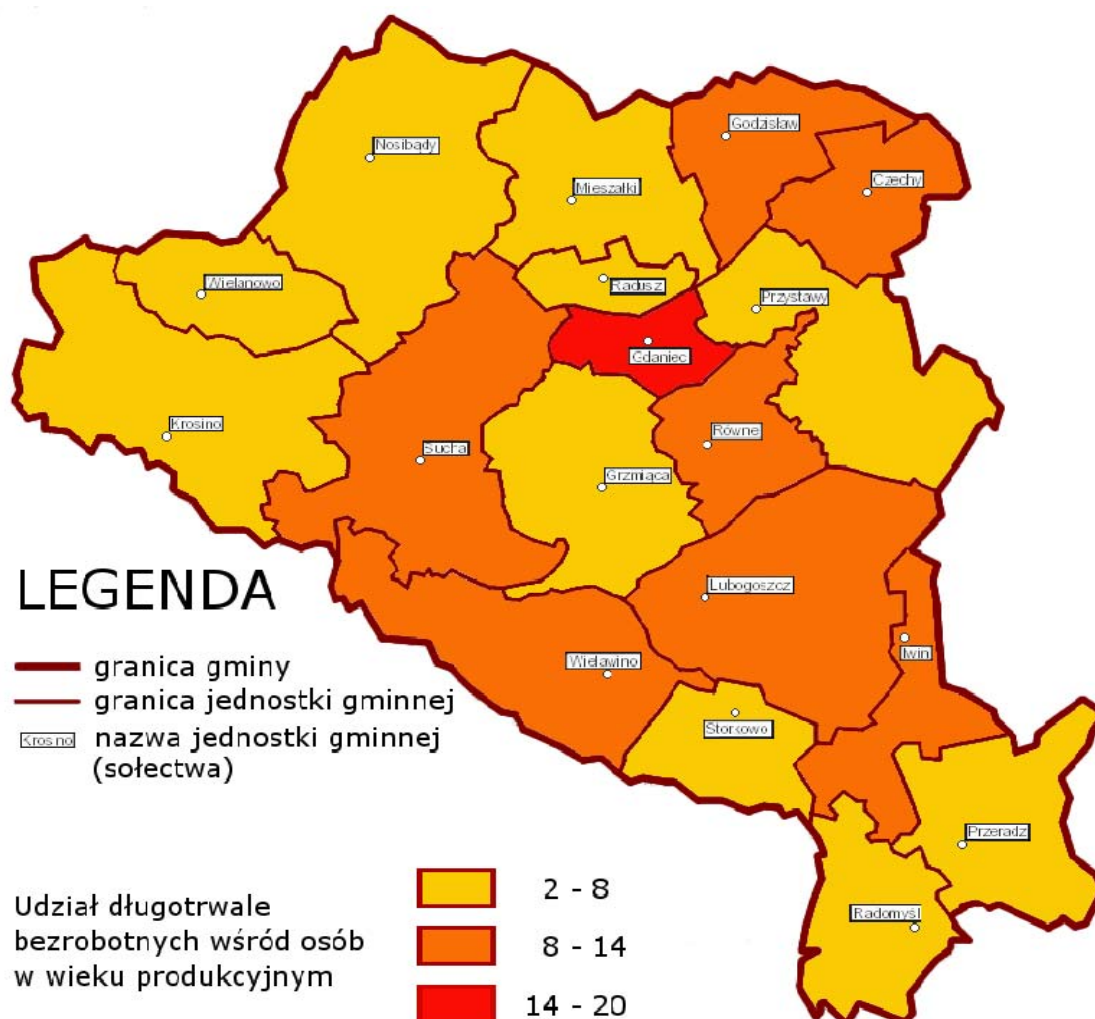 Godzisław
Nosibądy
Czechy
Mieszałki
Wielanowo
Radusz
Przystawy
Gdaniec
Krosino
Równe
Sucha
Grzmiąca
LEGENDA
Lubogoszcz
Iwin
Wielawino
granica gminy
granica jednostki gminnej
Storkowo
Krosino nazwa jednostki gminnej
(sołectwa)
Przeradz
Radomyśl
Udział długotrwale
bezrobotnych wśród osób
w wieku produkcyjnym
2 - 8
8 - 14
14 - 20